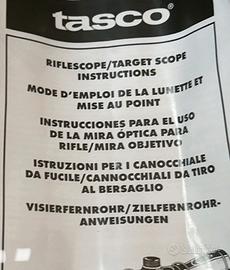 tasco®
RIFLESCOPE/TARGET SCOPE
INSTRUCTIONS
MODE D'EMPLOI DE LA LUNETTE ET
MISE AU POINT
INSTRUCCIONES PARA EL USO
DE LA MIRA ÓPTICA PARA
RIFLE/MIRA OBJETIVO
ISTRUZIONI PER I CANOCCHIALE
DA FUCILE/CANNOCCHIALI DA TIRO
AL BERSAGLIO
VISIERFERNROHR/ZIELFERNROHR-
ANWEISUNGEN